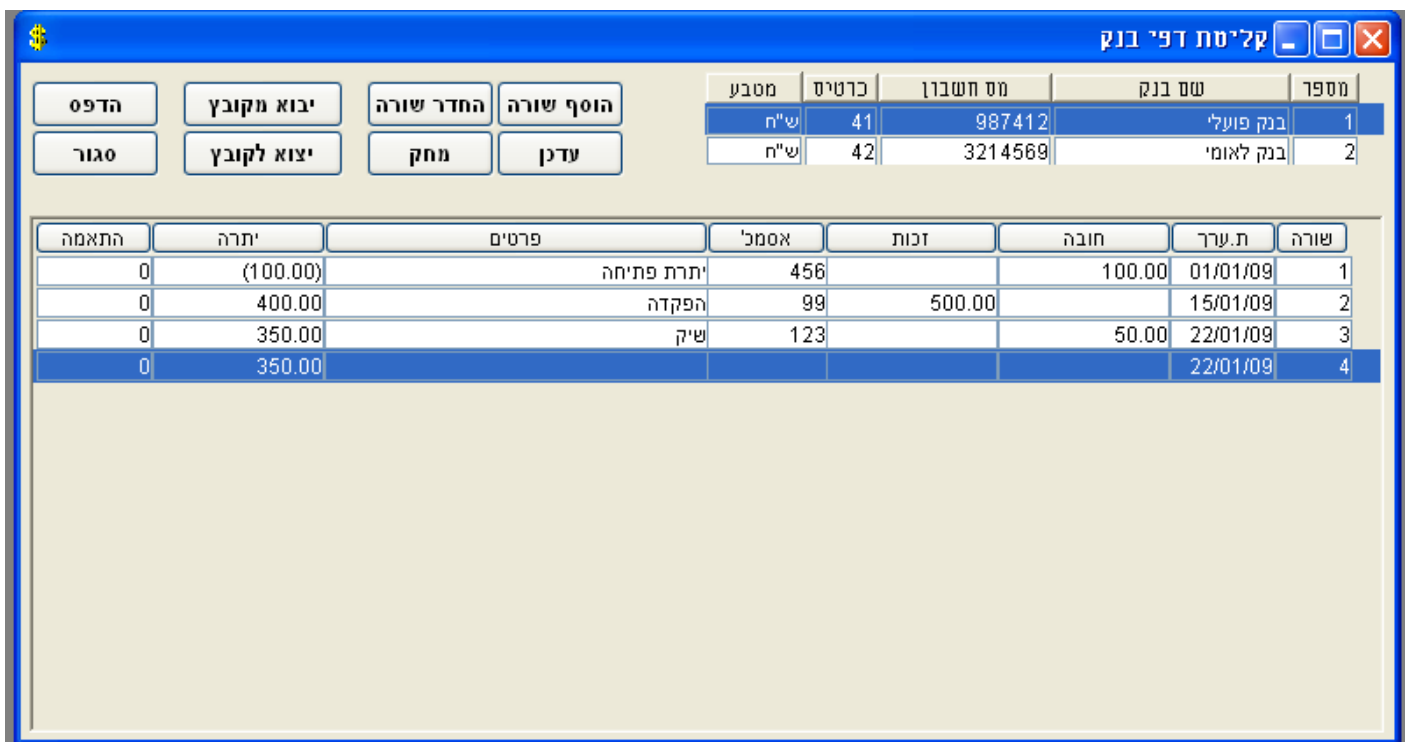 קליטת דפי בנק
מספר שם בנק מס חשבון כרטיס מטבע
1 בנק פועלי 987412 41 ש"ח
2 בנק לאומי 3214569 42 ש"ח
הוסף שורה החדר שורה יבוא מקובץ הדפס
עדכן מחק יצוא לקובץ סגור
שורה ת.ערך חובה זכות אסמכ' פרטים יתרה התאמה
1 01/01/09 100.00 456 יתרת פתיחה (100.00) 0
2 15/01/09 500.00 99 הפקדה 400.00 0
3 22/01/09 50.00 123 שיק 350.00 0
4 22/01/09 350.00 0